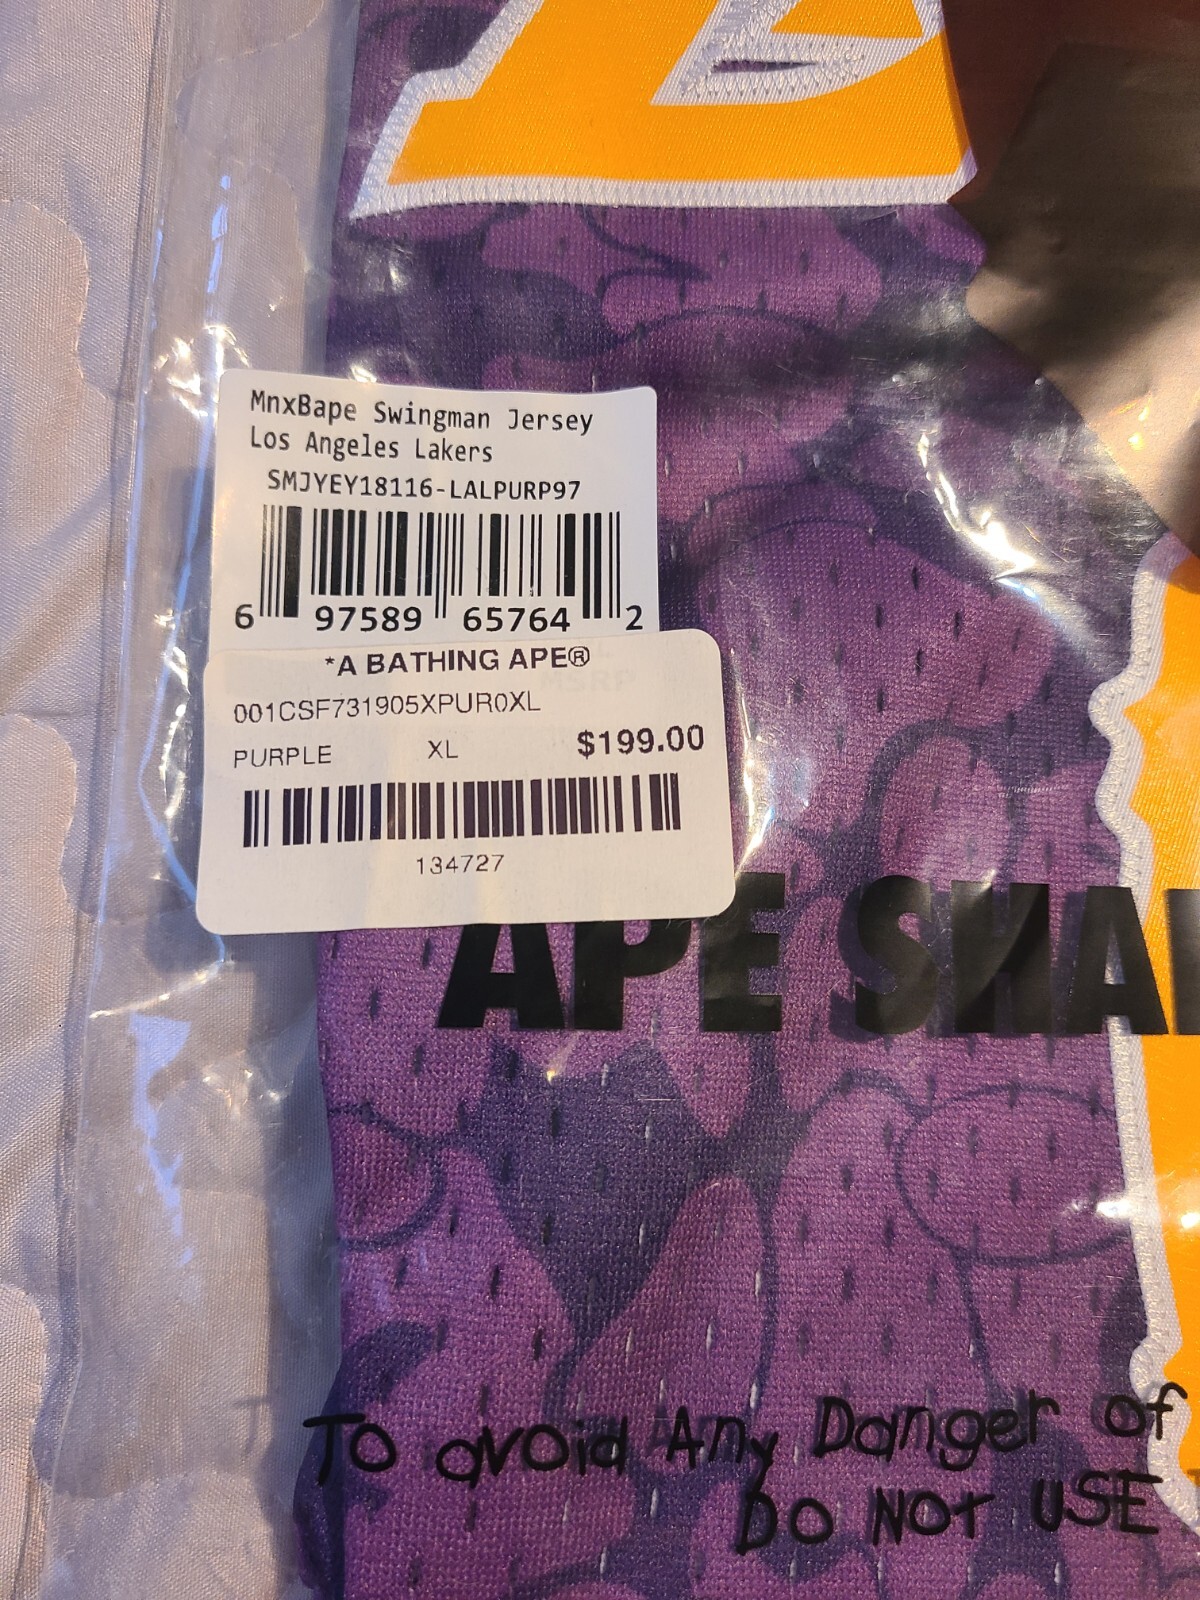 MnxBape Swingman Jersey
Los Angeles Lakers
SMJYEY18116-LALPURP97
6 97589 65764 2
*A BATHING APE®
MSRP
001CSF731905XPUR0XL
PURPLE XL $199.00
134727
APE SHA
To avoid Any Danger of
DO NOT USE